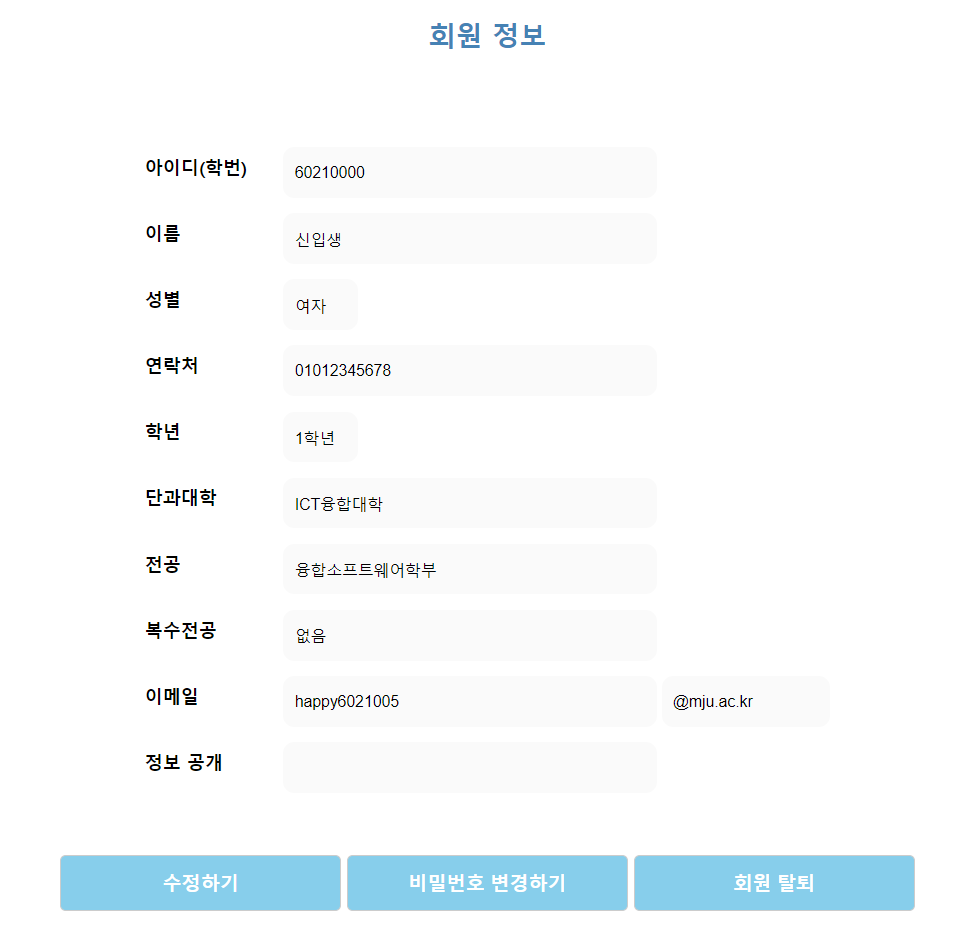 회원 정보
아이디(학번) 60210000
이름 신입생
성별 여자
연락처 01012345678
학년 1학년
단과대학 ICT융합대학
전공 융합소프트웨어학부
복수전공 없음
이메일 happy6021005 @mju.ac.kr
정보 공개
수정하기 비밀번호 변경하기 회원 탈퇴